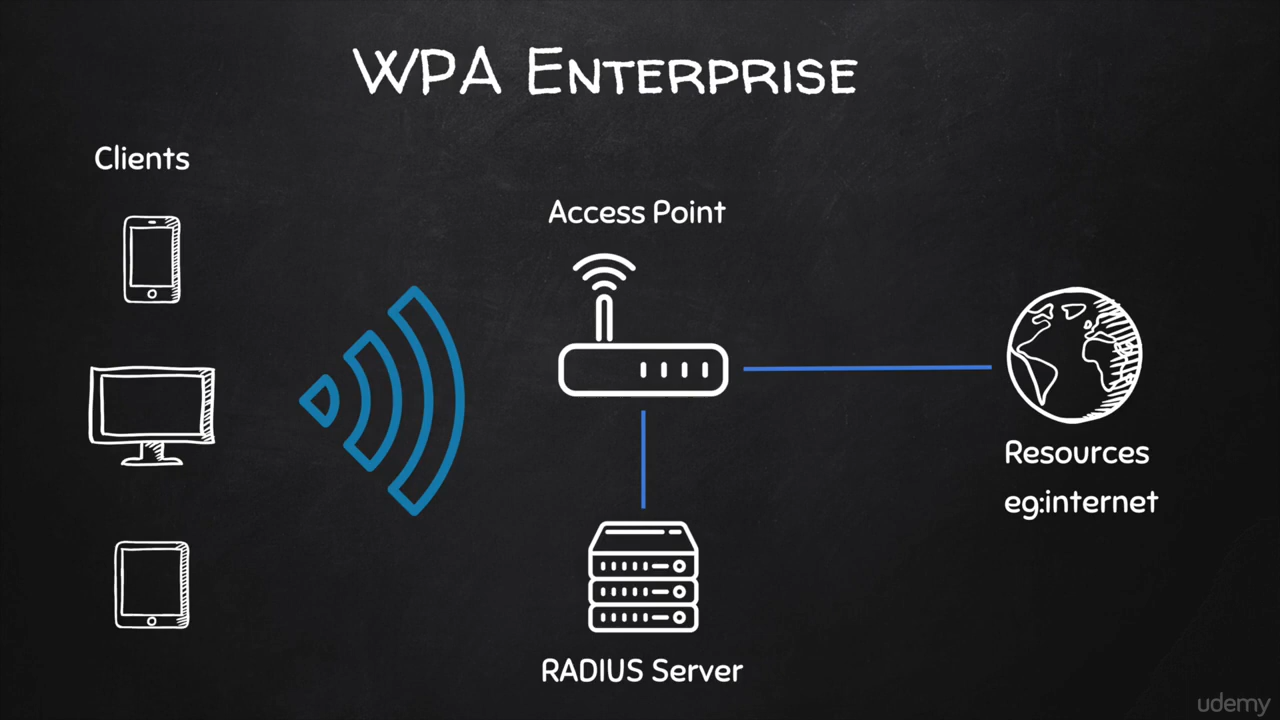 WPA Enterprise
Clients
Access Point
Resources
eg:internet
RADIUS Server
udemy